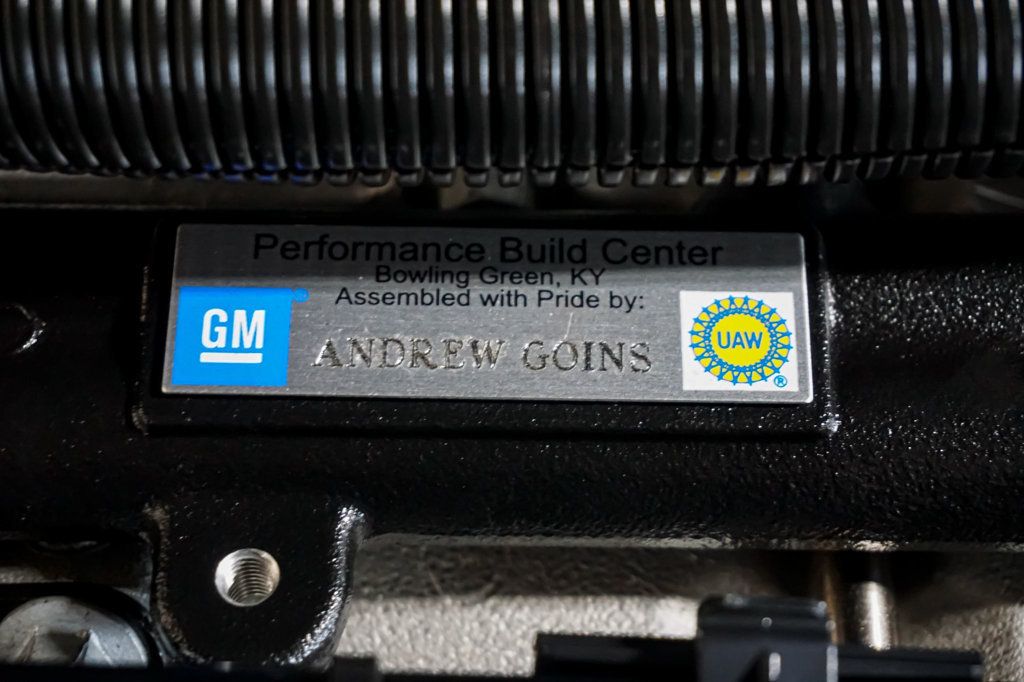 Performance Build Center
Bowling Green, KY
Assembled with Pride by:
GM
ANDREW GOINS
UAW
®